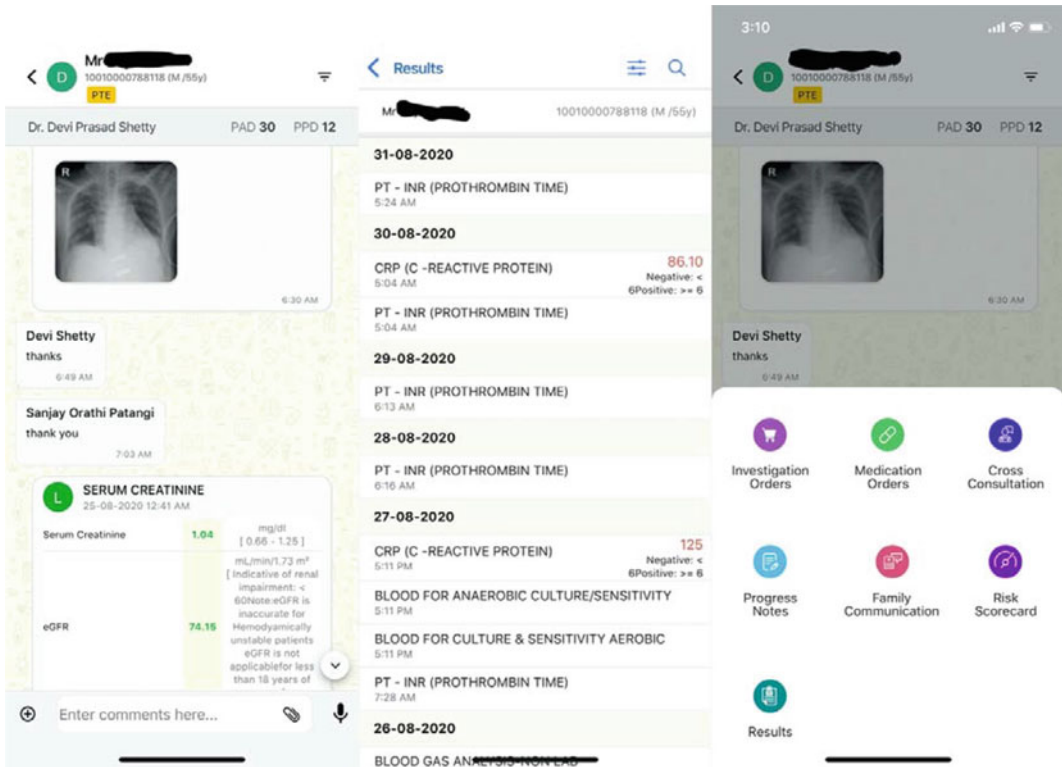 Mr
D
10010000788118 (M /55y)
PTE
Dr. Devi Prasad Shetty PAD 30 PPD 12
R
6:30 AM
Devi Shetty
thanks
6:49 AM
Sanjay Orathi Patangi
thank you
7:03 AM
L
SERUM CREATININE
25-08-2020 12:41 AM
Serum Creatinine 1.04 mg/dl
[ 0.66 - 1.25 ]
mL/min/1.73 m²
[ Indicative of renal
impairment: <
60Note:eGFR is
inaccurate for
eGFR 74.15 Hemodyamically
unstable patients
eGFR is not
applicablefor less
than 18 years of
Enter comments here...
Results
Mr 10010000788118 (M /55y)
31-08-2020
PT - INR (PROTHROMBIN TIME)
5:24 AM
30-08-2020
CRP (C -REACTIVE PROTEIN) 86.10
5:04 AM Negative: <
6Positive: >= 6
PT - INR (PROTHROMBIN TIME)
5:04 AM
29-08-2020
PT - INR (PROTHROMBIN TIME)
6:13 AM
28-08-2020
PT - INR (PROTHROMBIN TIME)
6:16 AM
27-08-2020
CRP (C -REACTIVE PROTEIN) 125
5:11 PM Negative: <
6Positive: >= 6
BLOOD FOR ANAEROBIC CULTURE/SENSITIVITY
5:11 PM
BLOOD FOR CULTURE & SENSITIVITY AEROBIC
5:11 PM
PT - INR (PROTHROMBIN TIME)
7:28 AM
26-08-2020
BLOOD GAS ANALYSIS-NON LAB
3:10
D
10010000788118 (M /55y)
PTE
Dr. Devi Prasad Shetty PAD 30 PPD 12
R
6:30 AM
Devi Shetty
thanks
6:49 AM
Investigation
Orders
Medication
Orders
Cross
Consultation
Progress
Notes
Family
Communication
Risk
Scorecard
Results